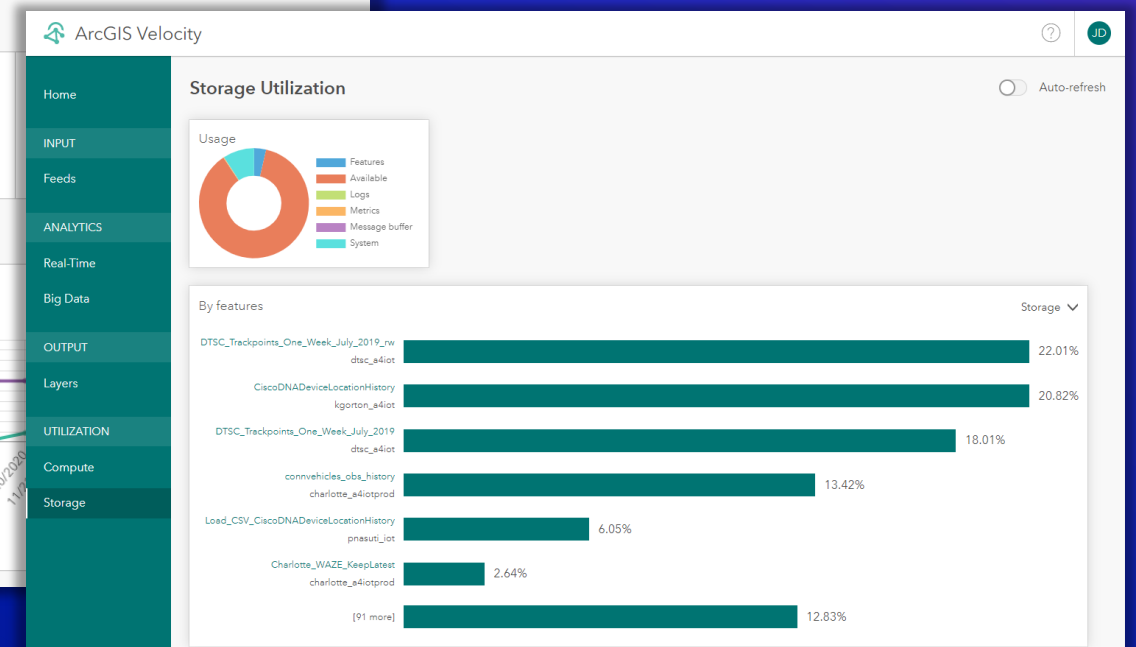 ArcGIS Velocity
?
JD
Home
INPUT
Feeds
ANALYTICS
Real-Time
Big Data
OUTPUT
Layers
UTILIZATION
Compute
Storage
Storage Utilization
Auto-refresh
Usage
Features
Available
Logs
Metrics
Message buffer
System
By features
Storage
DTSC_Trackpoints_One_Week_July_2019_rw
dtsc_a4iot
22.01%
CiscoDNADeviceLocationHistory
kgorton_a4iot
20.82%
DTSC_Trackpoints_One_Week_July_2019
dtsc_a4iot
18.01%
connvehicles_obs_history
charlotte_a4iotprod
13.42%
Load_CSV_CiscoDNADeviceLocationHistory
pnasuti_iot
6.05%
Charlotte_WAZE_KeepLatest
charlotte_a4iotprod
2.64%
[91 more]
12.83%